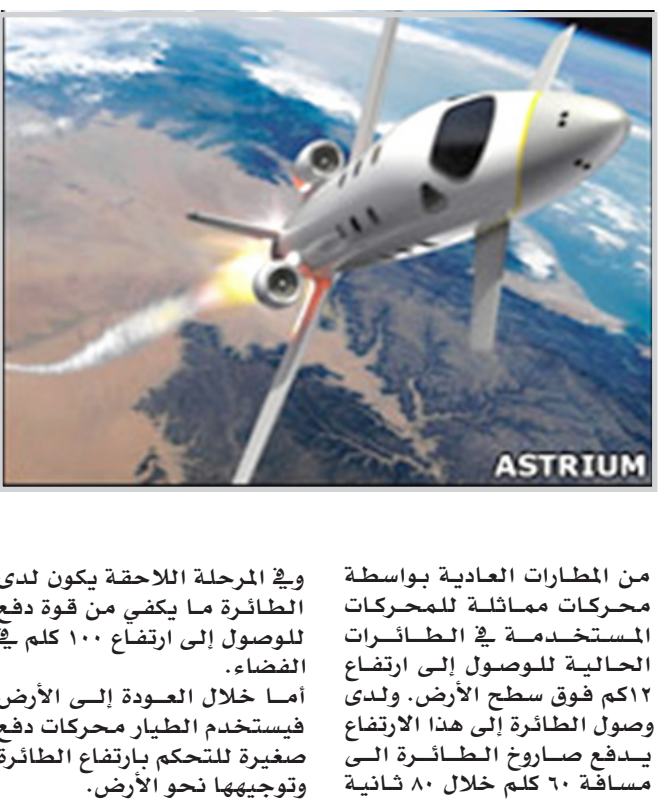 ASTRIUM
من المطارات العادية بواسطة
محركات مماثلة للمحركات
المستخدمة في الطائرات
الحالية للوصول إلى ارتفاع
١٢كم فوق سطح الأرض. ولدى
وصول الطائرة إلى هذا الارتفاع
يدفع صاروخ الطائرة الى
مسافة ٦٠ كلم خلال ٨٠ ثانية
وفي المرحلة اللاحقة يكون لدى
الطائرة ما يكفي من قوة دفع
للوصول إلى ارتفاع ١٠٠ كلم في
الفضاء.
أما خلال العودة إلى الأرض
فيستخدم الطيار محركات دفع
صغيرة للتحكم بارتفاع الطائرة
وتوجيهها نحو الأرض.